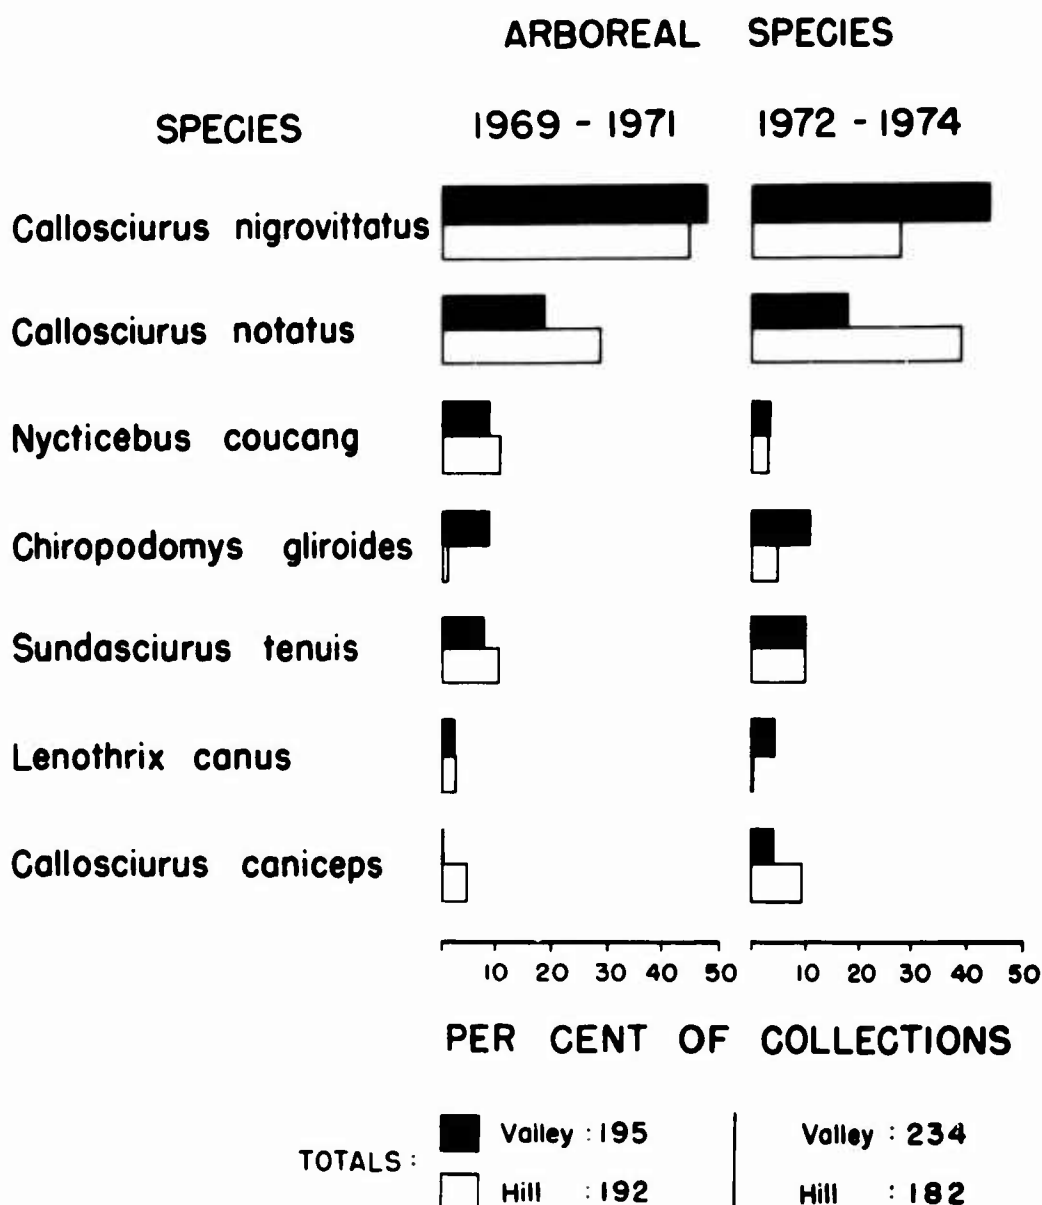 ARBOREAL SPECIES
SPECIES 1969 - 1971 1972 - 1974
Callosciurus nigrovittatus
Callosciurus notatus
Nycticebus coucang
Chiropodomys gliroides
Sundasciurus tenuis
Lenothrix canus
Callosciurus caniceps
10 20 30 40 50 10 20 30 40 50
PER CENT OF COLLECTIONS
Valley : 195 Valley : 234
TOTALS :
Hill : 192 Hill : 182